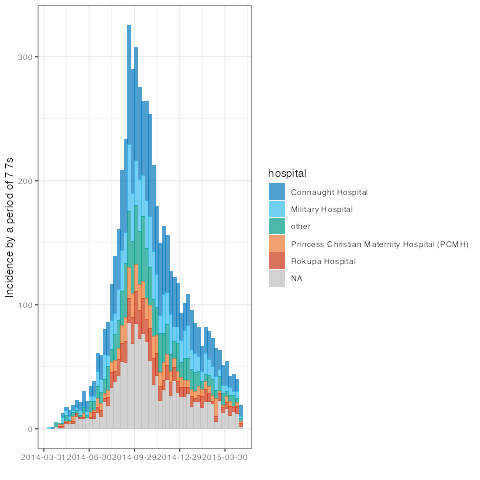 Incidence by a period of 7 7s
300
200
100
0
2014-03-31 2014-06-30 2014-09-29 2014-12-29 2015-03-30
hospital
Connaught Hospital
Military Hospital
other
Princess Christian Maternity Hospital (PCMH)
Rokupa Hospital
NA